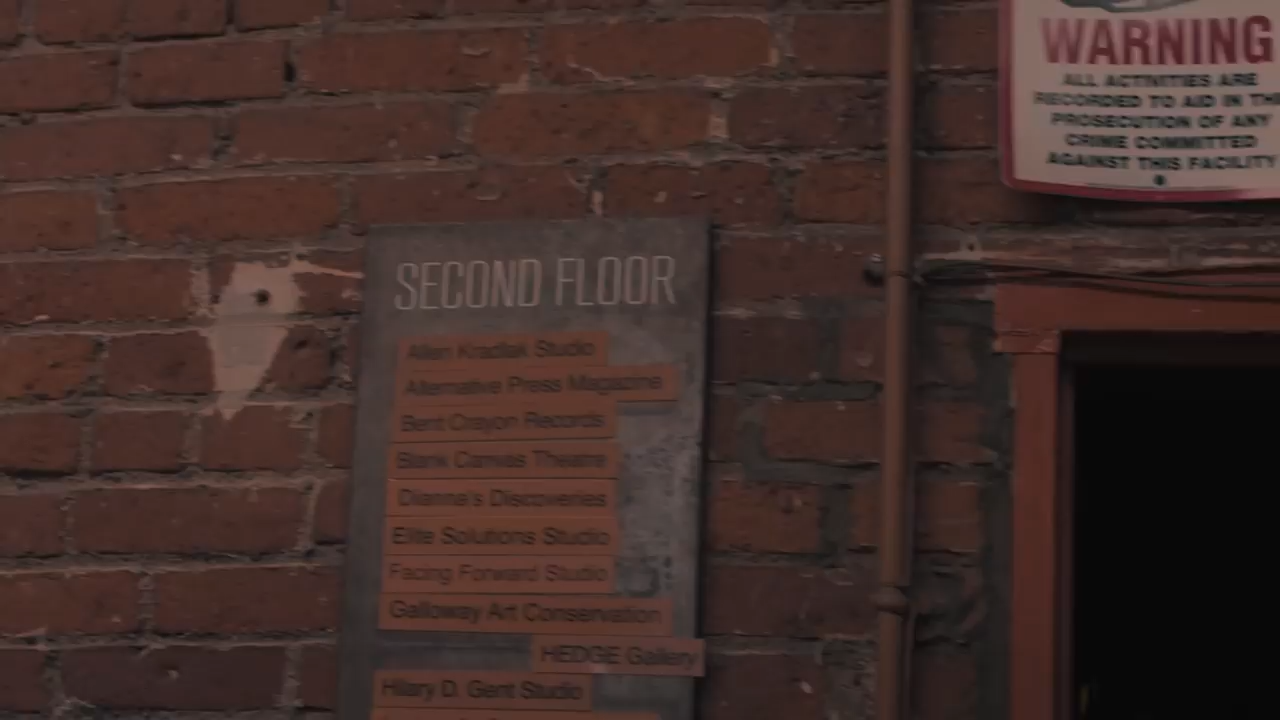 WARNING
ALL ACTIVITIES ARE
RECORDED TO AID IN THE
PROSECUTION OF ANY
CRIME COMMITTED
AGAINST THIS FACILITY
SECOND FLOOR
Allen Kradlak Studio
Alternative Press Magazine
Bent Crayon Records
Blank Canvas Theatre
Dianna's Discoveries
Elite Solutions Studio
Facing Forward Studio
Galloway Art Conservation
HEDGE Gallery
Hilary D. Gent Studio